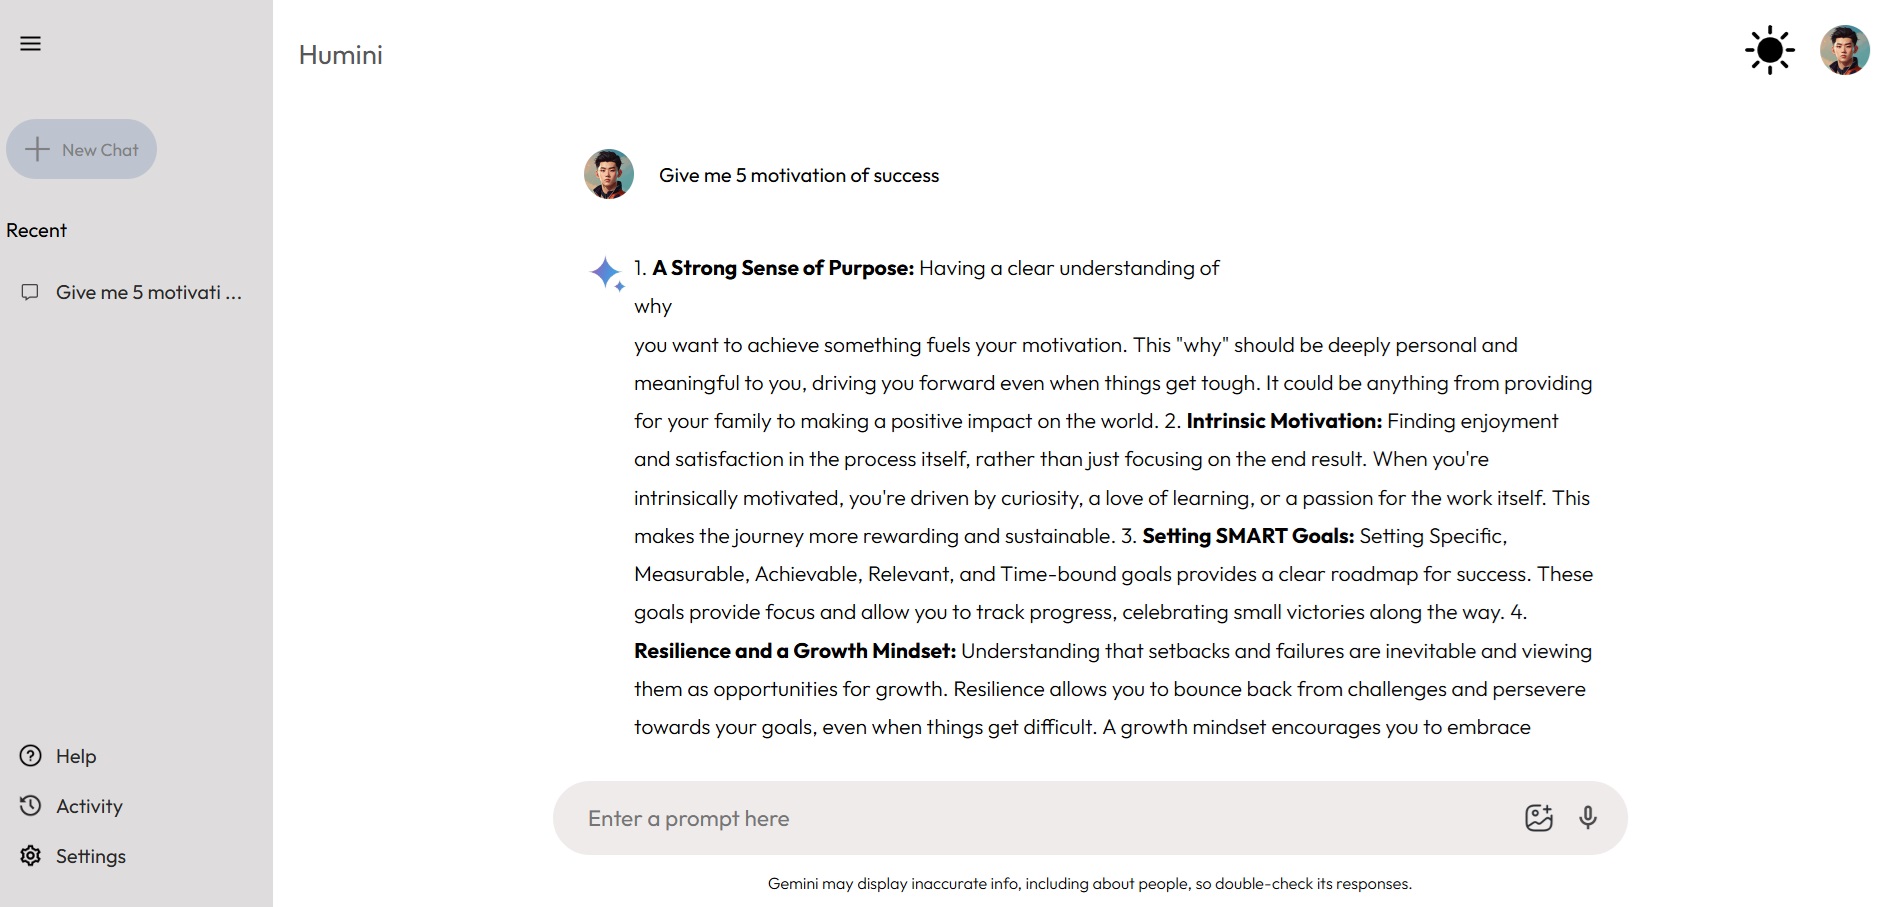 Humini
New Chat
Recent
Give me 5 motivati ...
Help
Activity
Settings
Give me 5 motivation of success
1. A Strong Sense of Purpose: Having a clear understanding of
why
you want to achieve something fuels your motivation. This "why" should be deeply personal and
meaningful to you, driving you forward even when things get tough. It could be anything from providing
for your family to making a positive impact on the world. 2. Intrinsic Motivation: Finding enjoyment
and satisfaction in the process itself, rather than just focusing on the end result. When you're
intrinsically motivated, you're driven by curiosity, a love of learning, or a passion for the work itself. This
makes the journey more rewarding and sustainable. 3. Setting SMART Goals: Setting Specific,
Measurable, Achievable, Relevant, and Time-bound goals provides a clear roadmap for success. These
goals provide focus and allow you to track progress, celebrating small victories along the way. 4.
Resilience and a Growth Mindset: Understanding that setbacks and failures are inevitable and viewing
them as opportunities for growth. Resilience allows you to bounce back from challenges and persevere
towards your goals, even when things get difficult. A growth mindset encourages you to embrace
Enter a prompt here
Gemini may display inaccurate info, including about people, so double-check its responses.